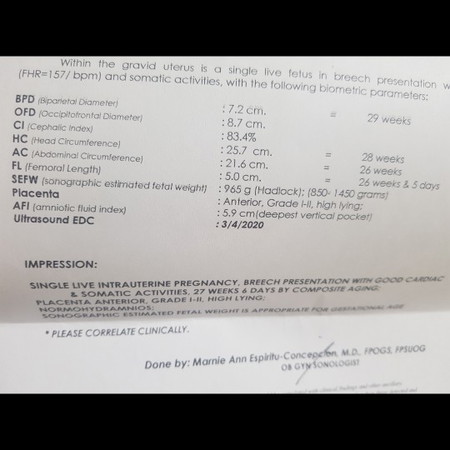 Within the gravid uterus is a single live fetus in breech presentation w
(FHR=157/ bpm) and somatic activities, with the following biometric parameters:
BPD (Biparietal Diameter) : 7.2 cm. = 29 weeks
OFD (Occipitofrontal Diameter) : 8.7 cm.
CI (Cephalic Index) : 83.4%
HC (Head Circumference) : 25.7 cm. = 28 weeks
AC (Abdominal Circumference) : 21.6 cm. = 26 weeks
FL (Femoral Length) : 5.0 cm. = 26 weeks & 5 days
SEFW (sonographic estimated fetal weight) : 965 g (Hadlock); (850- 1450 grams)
Placenta : Anterior, Grade I-II, high lying;
AFI (amniotic fluid index) : 5.9 cm(deepest vertical pocket)
Ultrasound EDC : 3/4/2020
IMPRESSION:
SINGLE LIVE INTRAUTERINE PREGNANCY, BREECH PRESENTATION WITH GOOD CARDIAC
& SOMATIC ACTIVITIES, 27 WEEKS 6 DAYS BY COMPOSITE AGING;
PLACENTA ANTERIOR, GRADE I-II, HIGH LYING;
NORMOHYDRAMNIOS;
SONOGRAPHIC ESTIMATED FETAL WEIGHT IS APPROPRIATE FOR GESTATIONAL AGE
* PLEASE CORRELATE CLINICALLY.
Done by: Marnie Ann Espiritu-Concepcion, M.D., FPOGS, FPSUOG
OB GYN SONOLOGIST